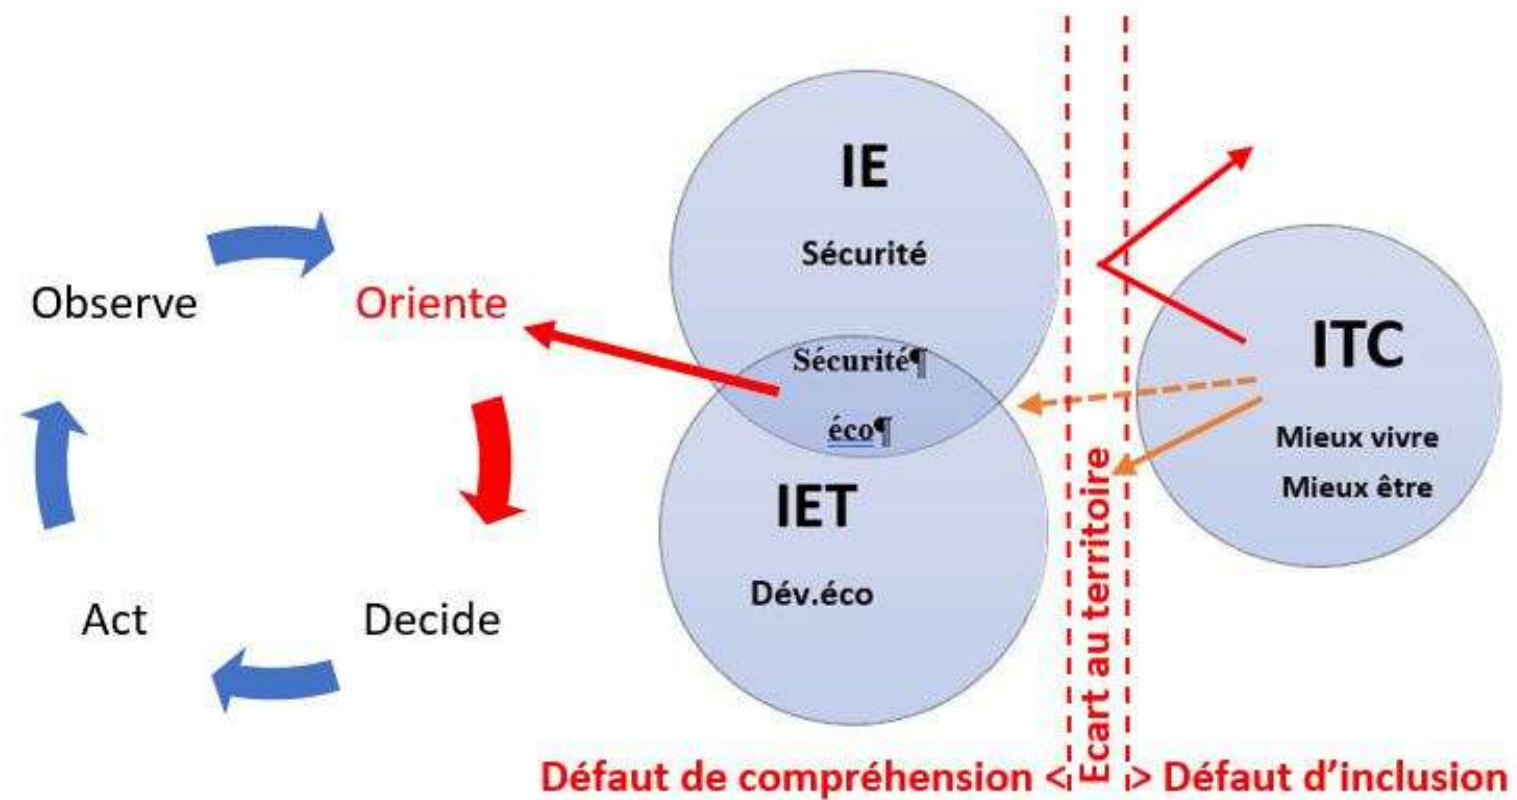 Observe
Oriente
Act
Decide
IE
Sécurité
Sécurité¶
éco¶
IET
Dév.éco
ITC
Mieux vivre
Mieux être
Ecart au territoire
Défaut de compréhension <
> Défaut d’inclusion